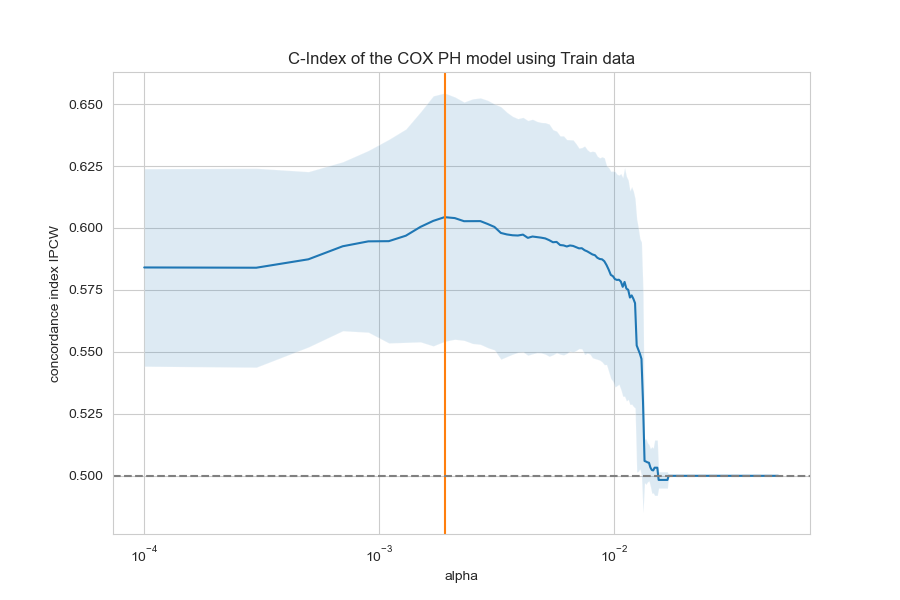 C-Index of the COX PH model using Train data
concordance index IPCW
0.650
0.625
0.600
0.575
0.550
0.525
0.500
10⁻⁴ 10⁻³ 10⁻²
alpha